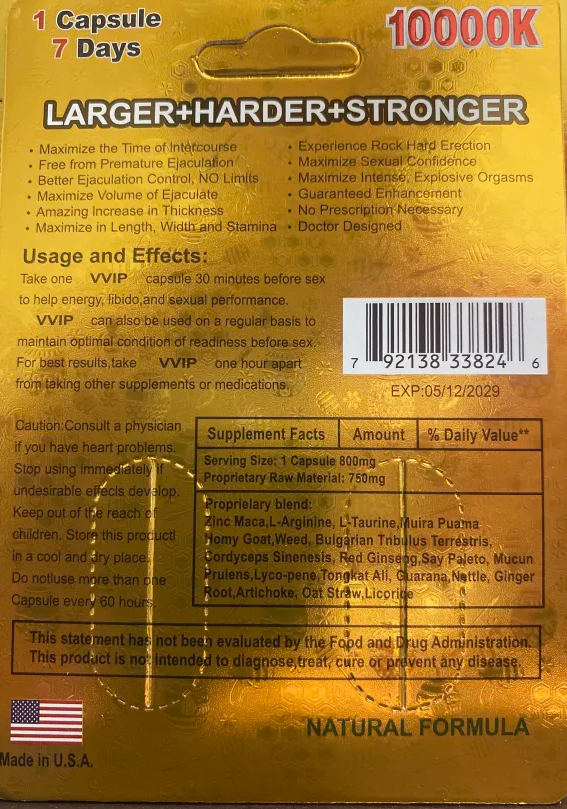 1 Capsule
7 Days
10000K
LARGER+HARDER+STRONGER
• Maximize the Time of Intercourse
• Free from Premature Ejaculation
• Better Ejaculation Control, NO Limits
• Maximize Volume of Ejaculate
• Amazing Increase in Thickness
• Maximize in Length, Width and Stamina
• Experience Rock Hard Erection
• Maximize Sexual Confidence
• Maximize Intense, Explosive Orgasms
• Guaranteed Enhancement
• No Prescription Necessary
• Doctor Designed
Usage and Effects:
Take one VVIP capsule 30 minutes before sex
to help energy, libido,and sexual performance.
VVIP can also be used on a regular basis to
maintain optimal condition of readiness before sex.
For best results,take VVIP one hour apart
from taking other supplements or medications.
7 92138 33824 6
EXP:05/12/2029
Caution:Consult a physician
if you have heart problems.
Stop using immediately if
undesirable effects develop.
Keep out of the reach of
children. Store this productl
in a cool and dry place.
Do notluse more than one
Capsule every 60 hours.
Supplement Facts Amount % Daily Value**
Serving Size: 1 Capsule 800mg
Proprietary Raw Material: 750mg
Proprielary blend:
Zinc Maca,L-Arginine, L-Taurine,Muira Puama
Homy Goat,Weed, Bulgarian Tnbulus Terrestris,
Cordyceps Sinenesis, Red Ginseng,Say Paleto, Mucun
Pruiens,Lyco-pene,Tongkat Ali, Guarana,Nettle, Ginger
Root,Artichoke, Oat Straw,Licorice
This statement has not been evaluated by the Food and Drug Administration.
This product is not intended to diagnose,treat, cure or prevent any disease.
NATURAL FORMULA
Made in U.S.A.